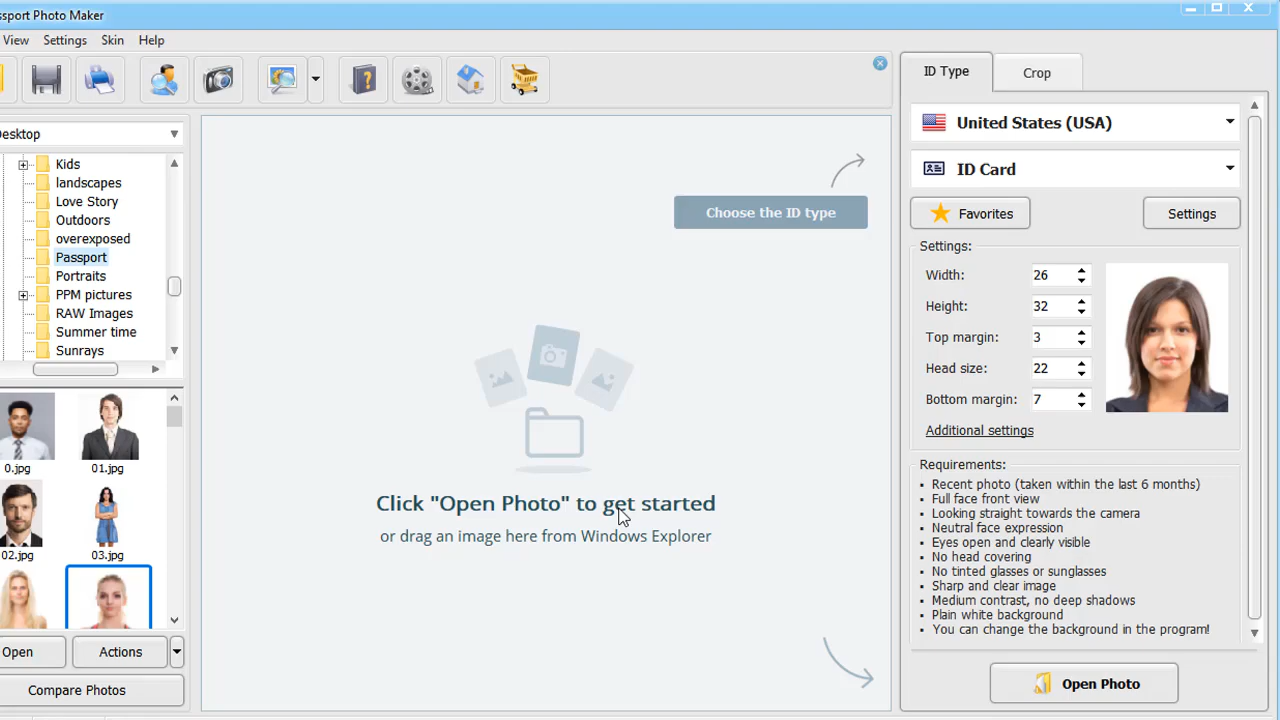 ssport Photo Maker
View Settings Skin Help
esktop
Kids
landscapes
Love Story
Outdoors
overexposed
Passport
Portraits
PPM pictures
RAW Images
Summer time
Sunrays
0.jpg 01.jpg
02.jpg 03.jpg
Open Actions
Compare Photos
Choose the ID type
Click "Open Photo" to get started
or drag an image here from Windows Explorer
ID Type Crop
United States (USA)
ID Card
Favorites Settings
Settings:
Width: 26
Height: 32
Top margin: 3
Head size: 22
Bottom margin: 7
Additional settings
Requirements:
Recent photo (taken within the last 6 months)
Full face front view
Looking straight towards the camera
Neutral face expression
Eyes open and clearly visible
No head covering
No tinted glasses or sunglasses
Sharp and clear image
Medium contrast, no deep shadows
Plain white background
You can change the background in the program!
Open Photo